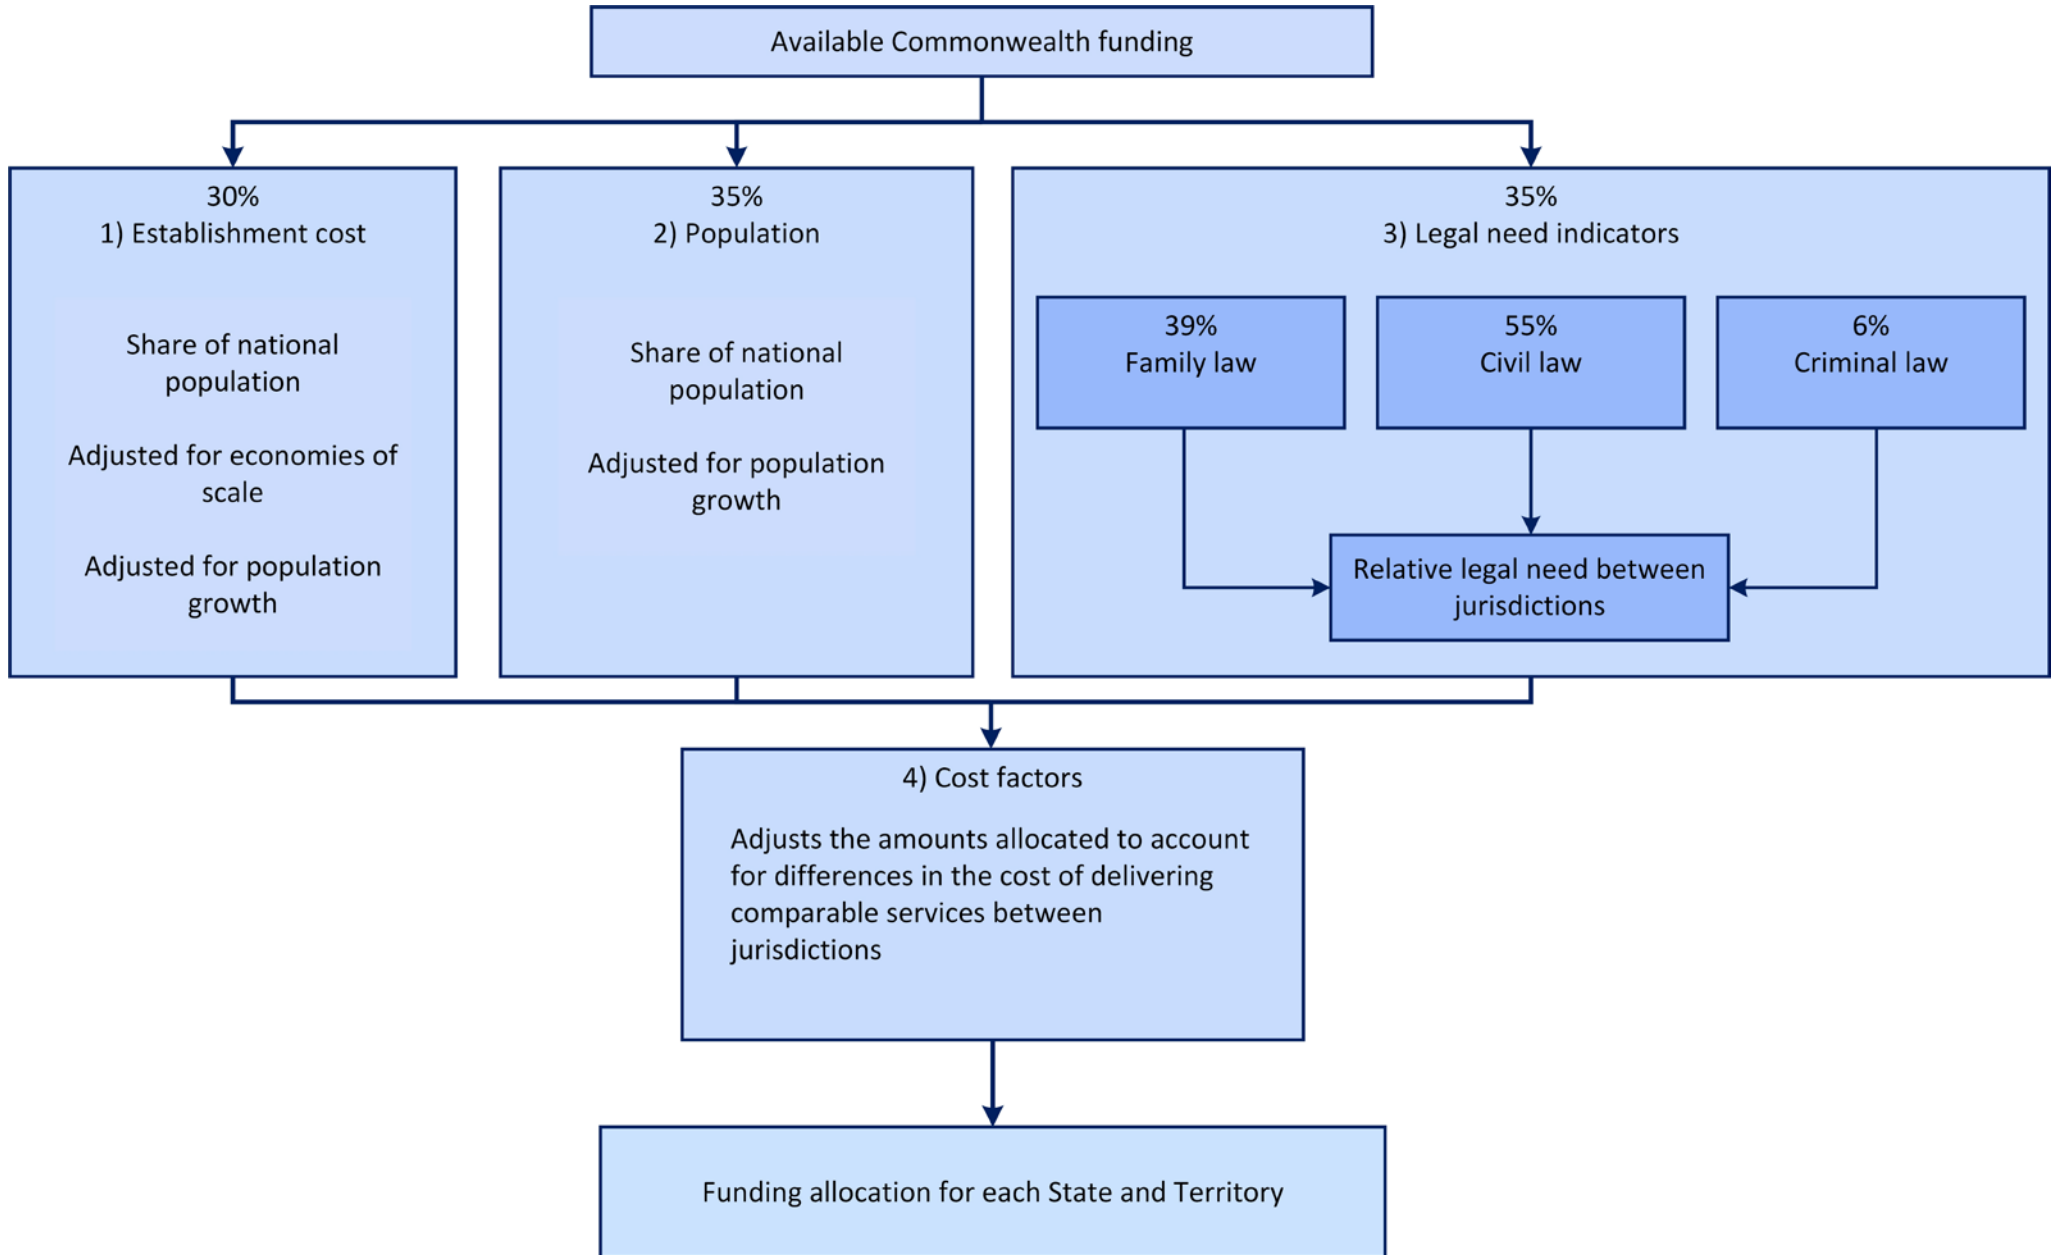 Available Commonwealth funding
30%
1) Establishment cost
Share of national
population
Adjusted for economies of
scale
Adjusted for population
growth
35%
2) Population
Share of national
population
Adjusted for population
growth
35%
3) Legal need indicators
39%
Family law
55%
Civil law
6%
Criminal law
Relative legal need between
jurisdictions
4) Cost factors
Adjusts the amounts allocated to account
for differences in the cost of delivering
comparable services between
jurisdictions
Funding allocation for each State and Territory